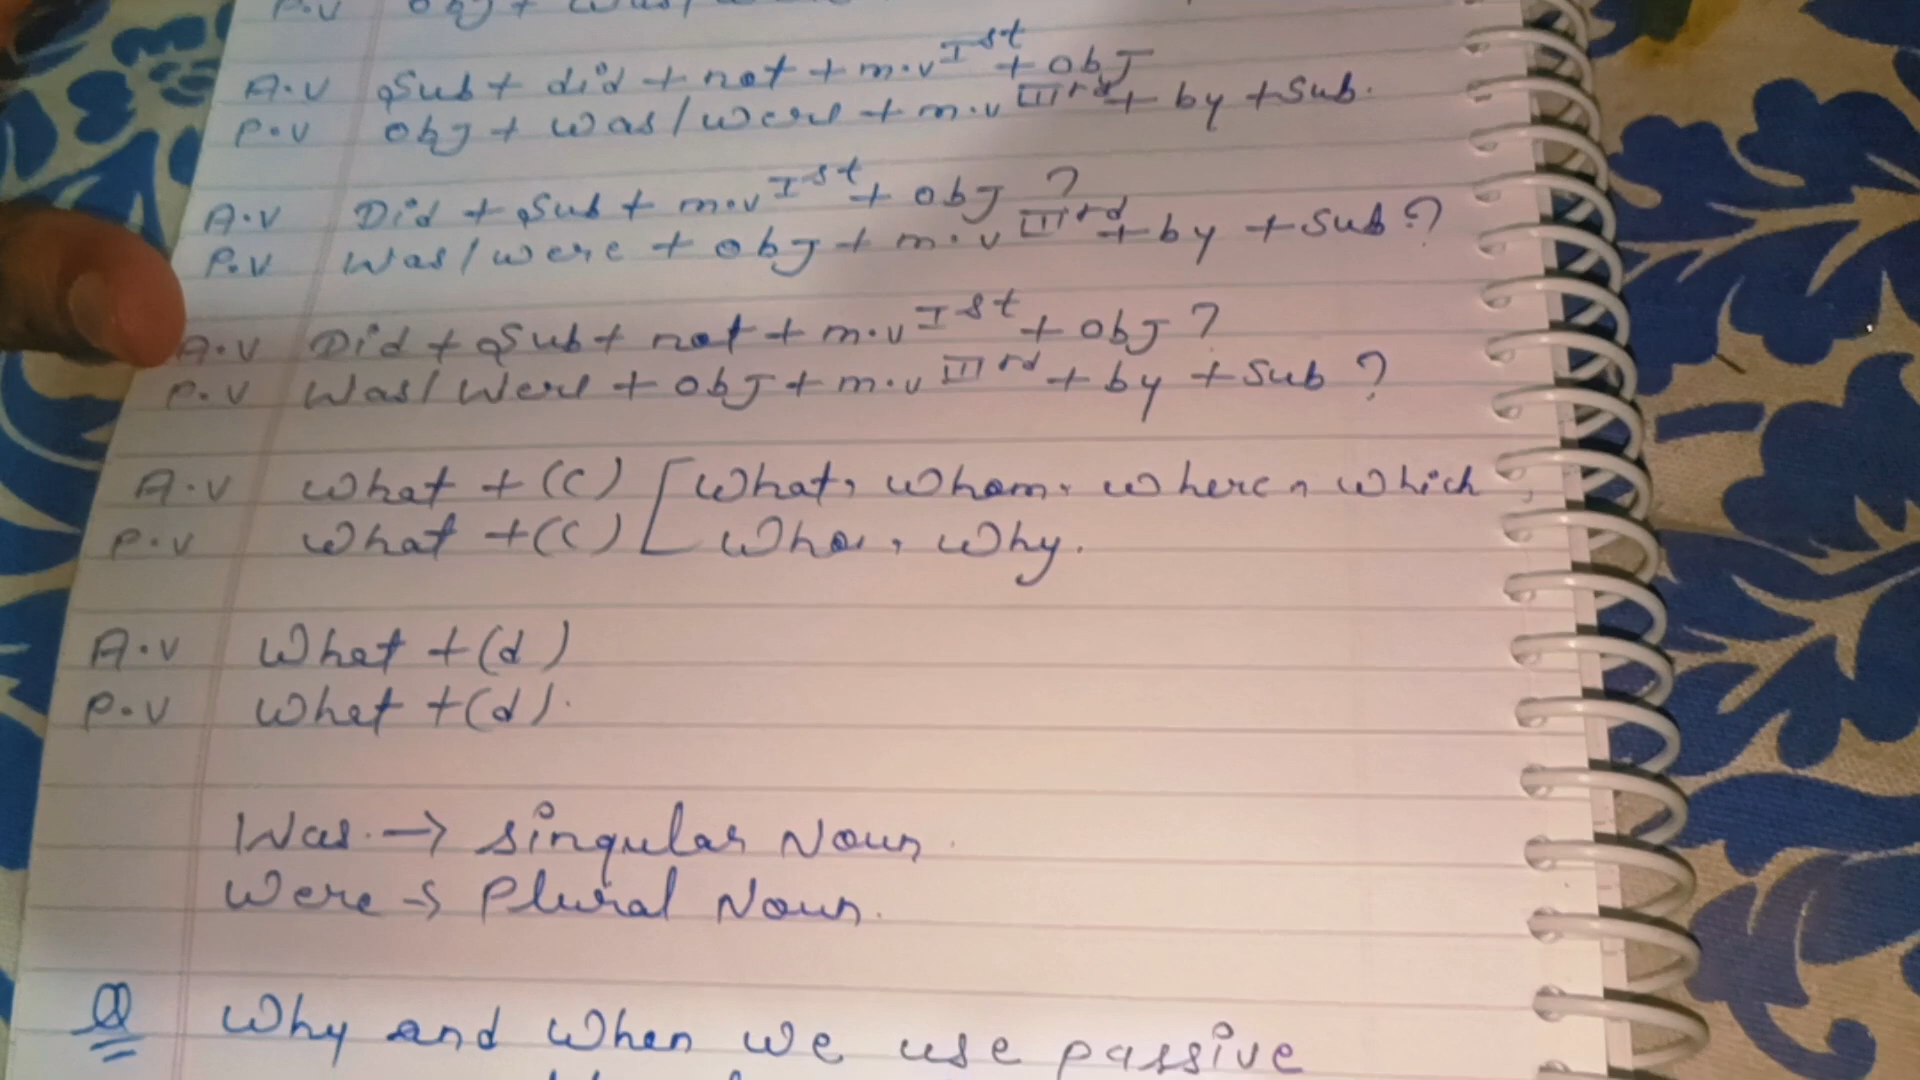 P.V obj + was/
A.V Sub + did + not + m.v Ist + obj
P.V obj + was/were + m.v IIIrd + by + sub.
A.V Did + Sub + m.v Ist + obj ?
P.V Was/were + obj + m.v IIIrd + by + sub ?
A.V Did + Sub + not + m.v Ist + obj ?
P.V Was/Were + obj + m.v IIIrd + by + sub ?
A.V What + (c) [ What, Whom, where, which
P.V What + (c) [ Who, Why.
A.V What + (d)
P.V What + (d).
Was. → singular Noun.
Were → Plural Noun.
Q Why and When we use passive